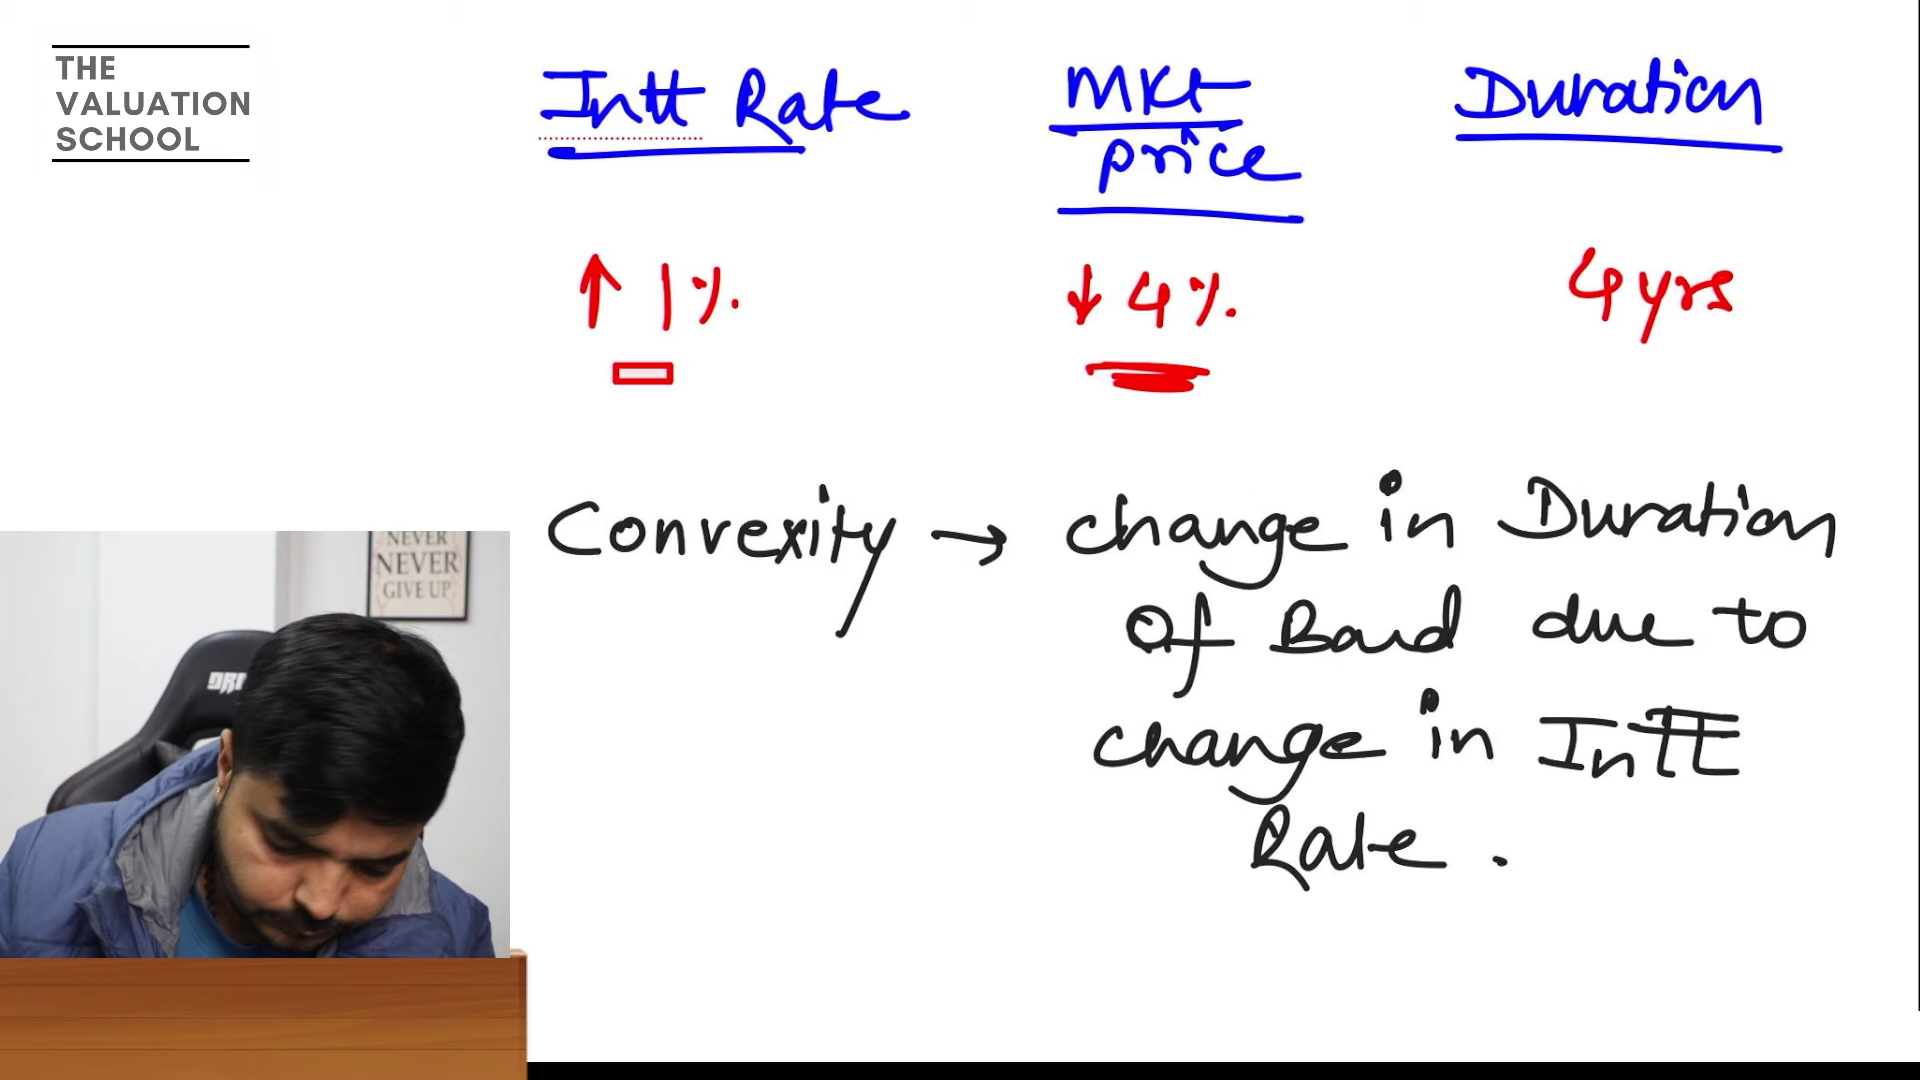 THE
VALUATION
SCHOOL
Intt Rate
Mkt
price
Duration
↑ 1%.
↓ 4%.
4 yrs
Convexity → change in Duration
of Bond due to
change in Intt
Rate.
NEVER
NEVER
GIVE UP